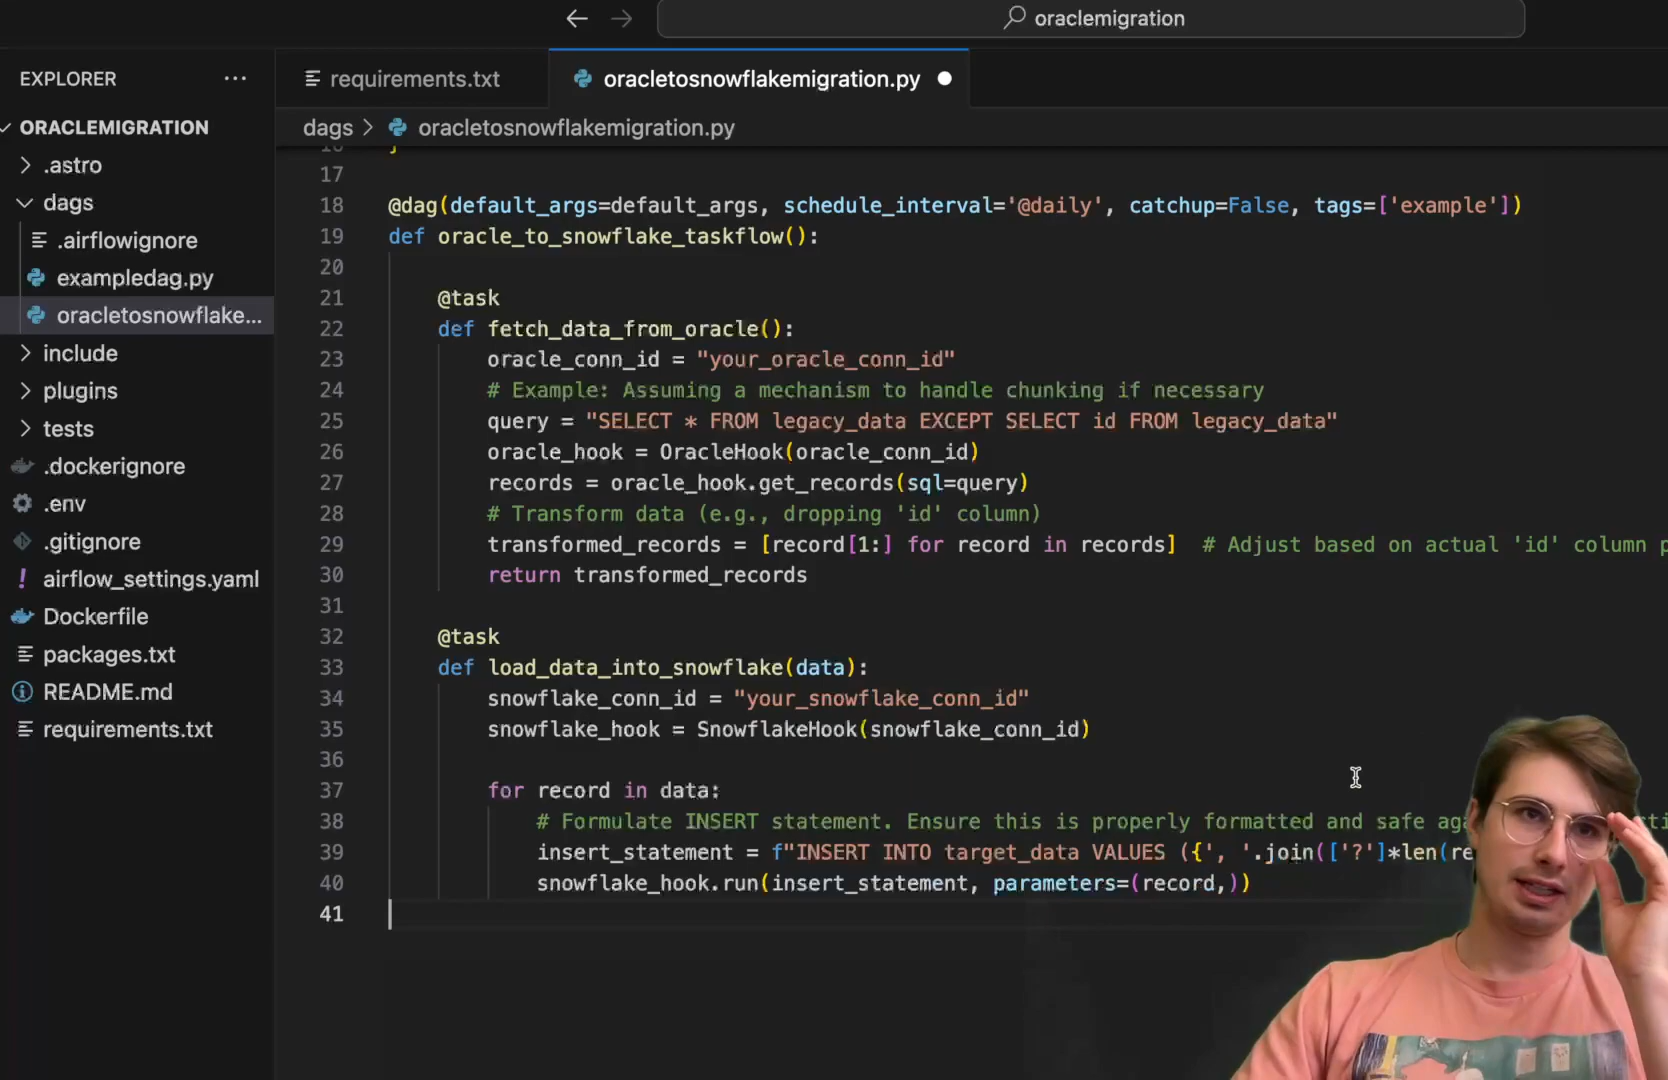 oraclemigration
EXPLORER
requirements.txt
oracletosnowflakemigration.py
ORACLEMIGRATION
dags > oracletosnowflakemigration.py
.astro
dags
.airflowignore
exampledag.py
oracletosnowflake...
include
plugins
tests
.dockerignore
.env
.gitignore
airflow_settings.yaml
Dockerfile
packages.txt
README.md
requirements.txt
16 }
17
18 @dag(default_args=default_args, schedule_interval='@daily', catchup=False, tags=['example'])
19 def oracle_to_snowflake_taskflow():
20
21 @task
22 def fetch_data_from_oracle():
23 oracle_conn_id = "your_oracle_conn_id"
24 # Example: Assuming a mechanism to handle chunking if necessary
25 query = "SELECT * FROM legacy_data EXCEPT SELECT id FROM legacy_data"
26 oracle_hook = OracleHook(oracle_conn_id)
27 records = oracle_hook.get_records(sql=query)
28 # Transform data (e.g., dropping 'id' column)
29 transformed_records = [record[1:] for record in records] # Adjust based on actual 'id' column p
30 return transformed_records
31
32 @task
33 def load_data_into_snowflake(data):
34 snowflake_conn_id = "your_snowflake_conn_id"
35 snowflake_hook = SnowflakeHook(snowflake_conn_id)
36
37 for record in data:
38 # Formulate INSERT statement. Ensure this is properly formatted and safe
39 insert_statement = f"INSERT INTO target_data VALUES ({', '.join(['?']*len(re
40 snowflake_hook.run(insert_statement, parameters=(record,))
41